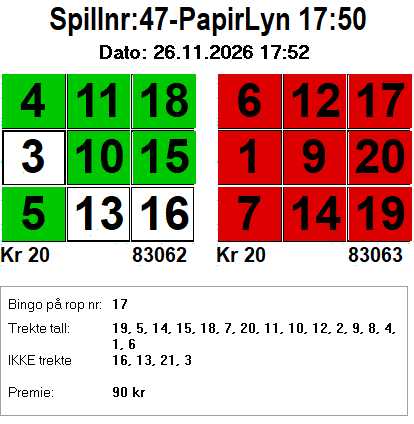 Spillnr:47-PapirLyn 17:50
Dato: 26.11.2026 17:52
4 11 18 6 12 17
3 10 15 1 9 20
5 13 16 7 14 19
Kr 20 83062 Kr 20 83063
Bingo på rop nr: 17
Trekte tall: 19, 5, 14, 15, 18, 7, 20, 11, 10, 12, 2, 9, 8, 4,
1, 6
IKKE trekte 16, 13, 21, 3
Premie: 90 kr